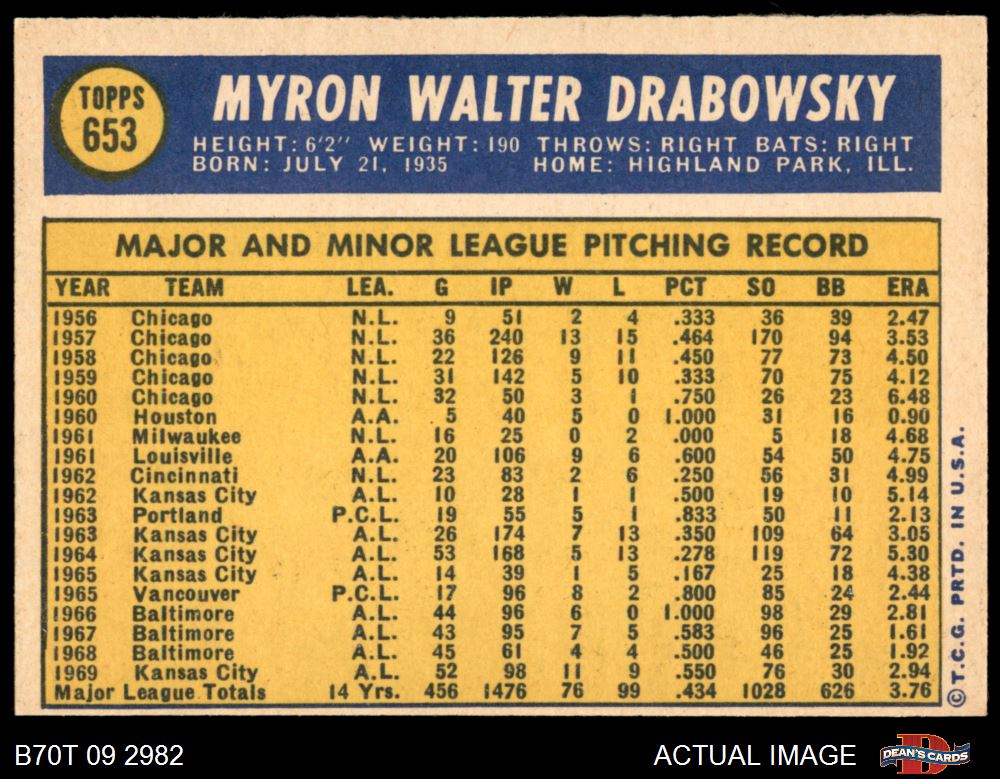 TOPPS
653
MYRON WALTER DRABOWSKY
HEIGHT: 6'2" WEIGHT: 190 THROWS: RIGHT BATS: RIGHT
BORN: JULY 21, 1935 HOME: HIGHLAND PARK, ILL.
MAJOR AND MINOR LEAGUE PITCHING RECORD
YEAR TEAM LEA. G IP W L PCT SO BB ERA
1956 Chicago N.L. 9 51 2 4 .333 36 39 2.47
1957 Chicago N.L. 36 240 13 15 .464 170 94 3.53
1958 Chicago N.L. 22 126 9 11 .450 77 73 4.50
1959 Chicago N.L. 31 142 5 10 .333 70 75 4.12
1960 Chicago N.L. 32 50 3 1 .750 26 23 6.48
1960 Houston A.A. 5 40 5 0 1.000 31 16 0.90
1961 Milwaukee N.L. 16 25 0 2 .000 5 18 4.68
1961 Louisville A.A. 20 106 9 6 .600 54 50 4.75
1962 Cincinnati N.L. 23 83 2 6 .250 56 31 4.99
1962 Kansas City A.L. 10 28 1 1 .500 19 10 5.14
1963 Portland P.C.L. 19 55 5 1 .833 50 11 2.13
1963 Kansas City A.L. 26 174 7 13 .350 109 64 3.05
1964 Kansas City A.L. 53 168 5 13 .278 119 72 5.30
1965 Kansas City A.L. 14 39 1 5 .167 25 18 4.38
1965 Vancouver P.C.L. 17 96 8 2 .800 85 24 2.44
1966 Baltimore A.L. 44 96 6 0 1.000 98 29 2.81
1967 Baltimore A.L. 43 95 7 5 .583 96 25 1.61
1968 Baltimore A.L. 45 61 4 4 .500 46 25 1.92
1969 Kansas City A.L. 52 98 11 9 .550 76 30 2.94
Major League Totals 14 Yrs. 456 1476 76 99 .434 1028 626 3.76
© T.C.G. PRTD. IN U.S.A.
B70T 09 2982
ACTUAL IMAGE
DEAN'S CARDS